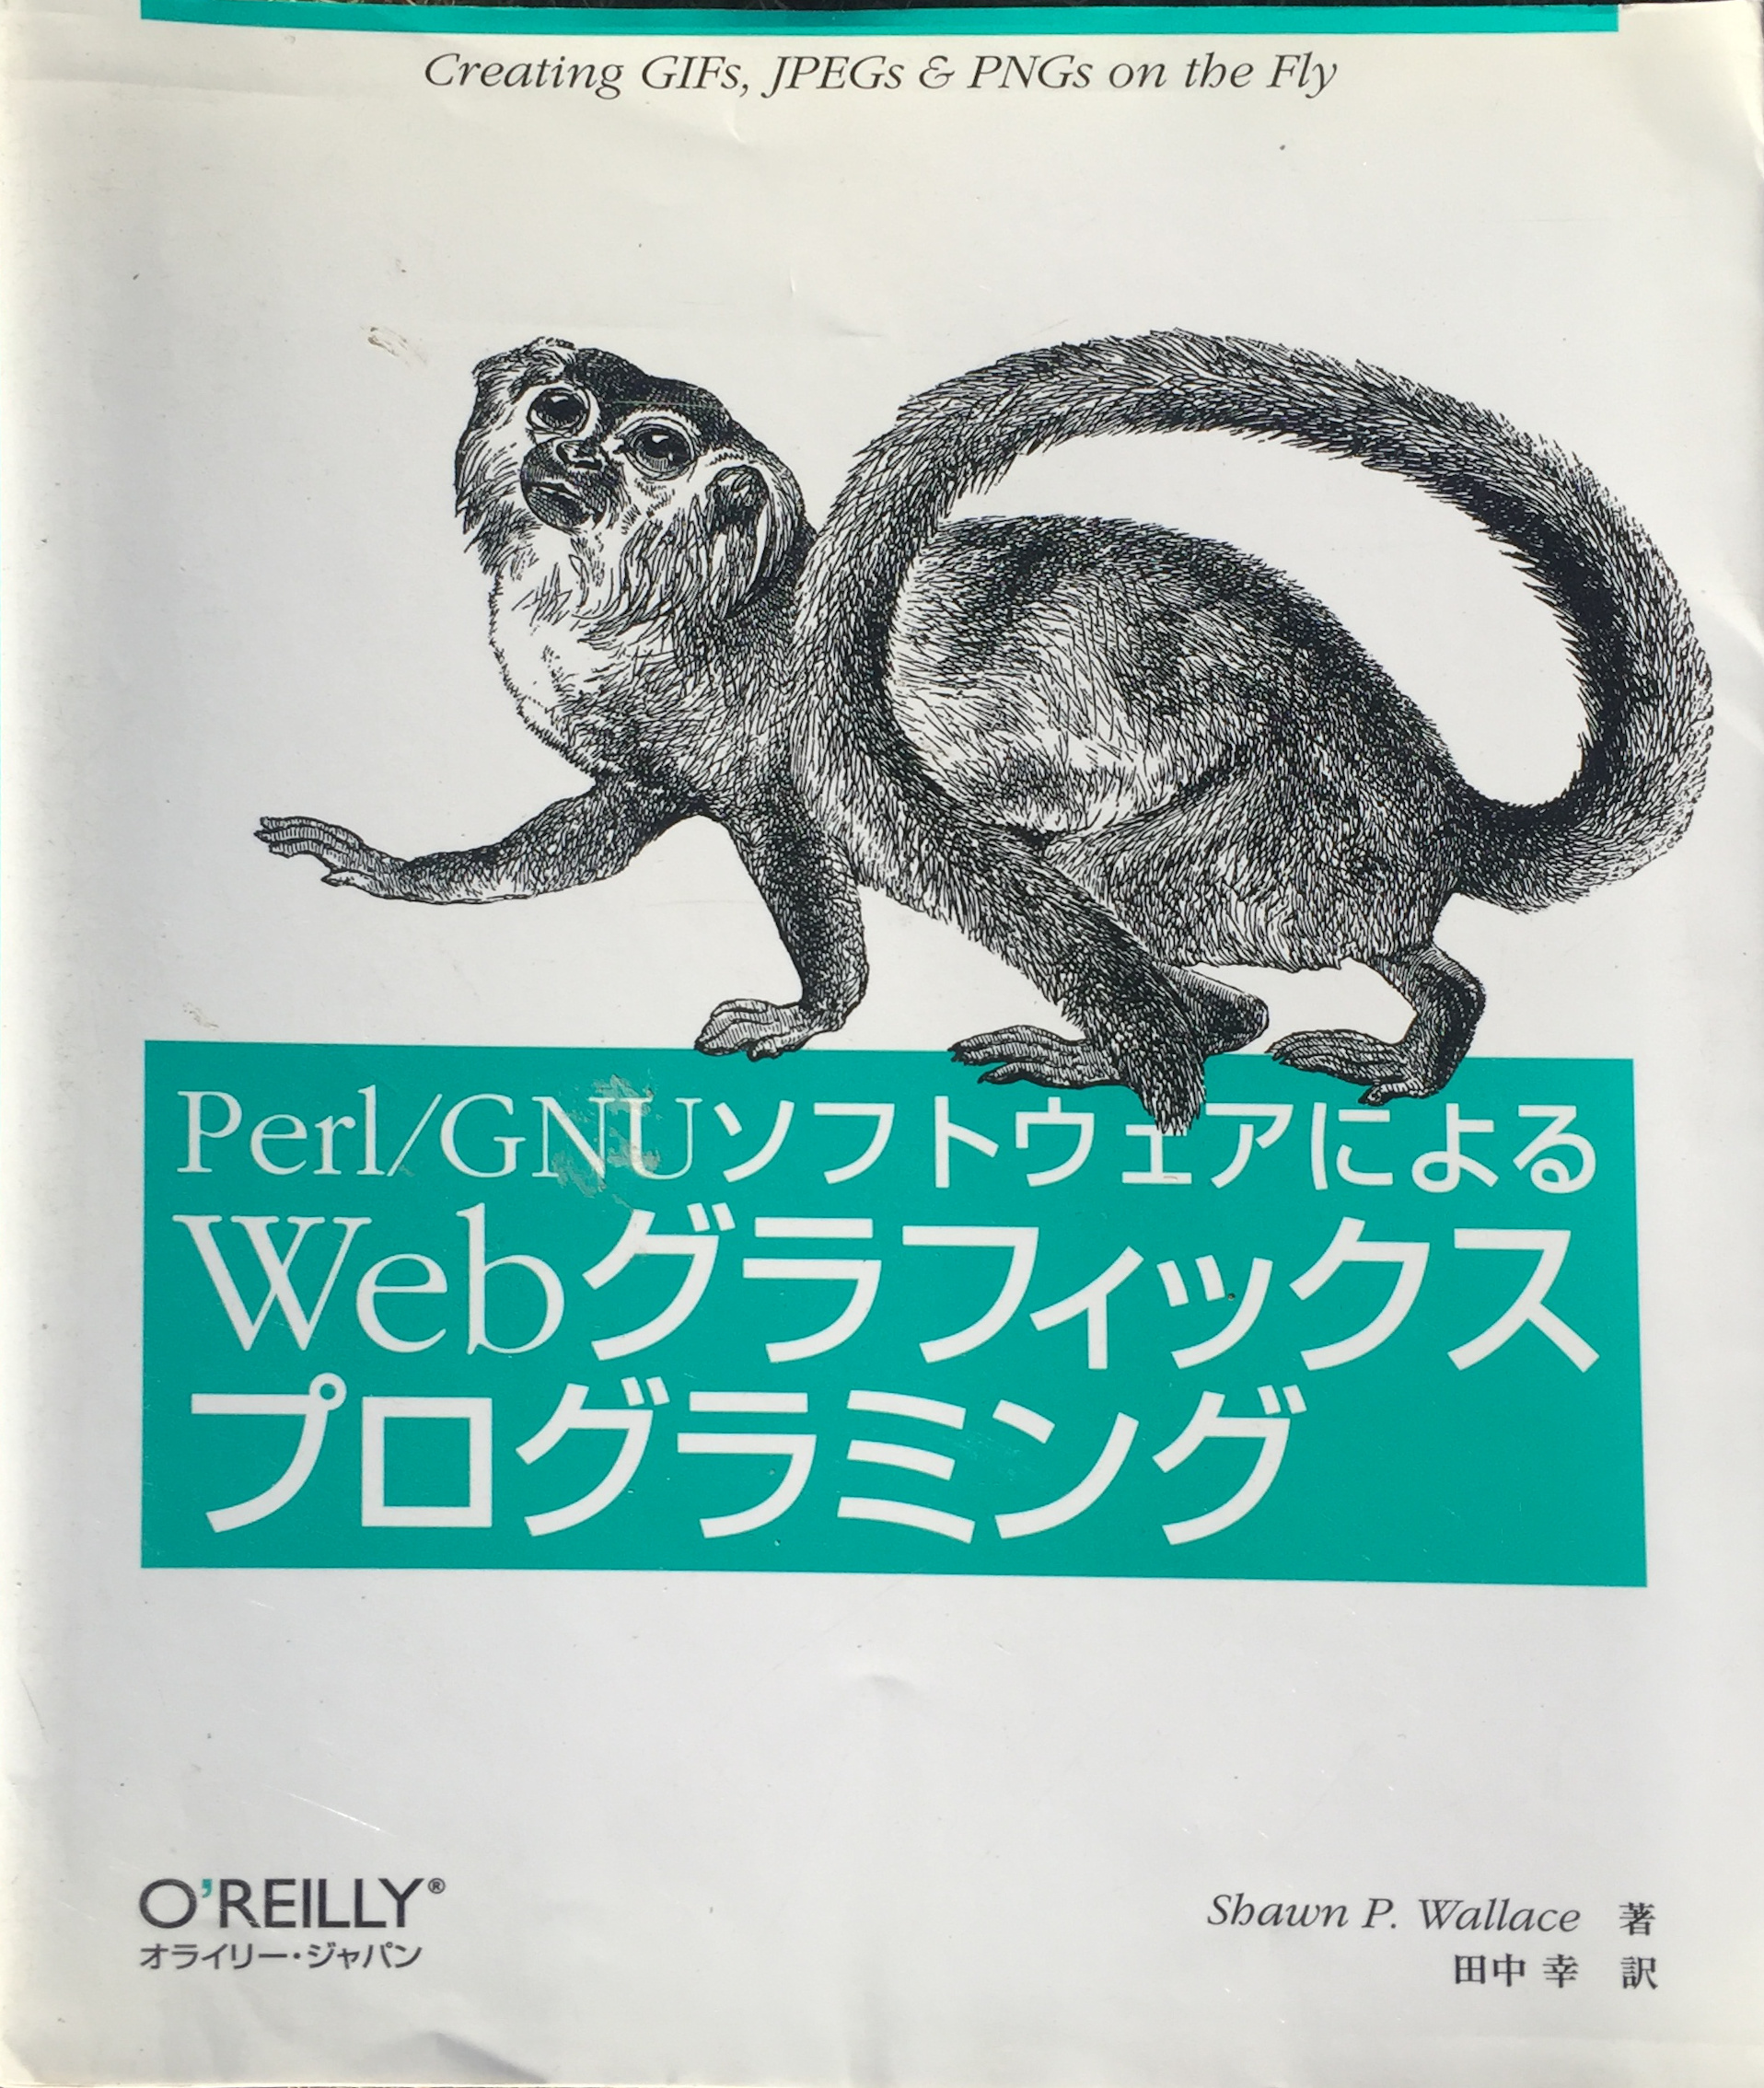 Creating GIFs, JPEGs & PNGs on the Fly
Perl/GNUソフトウェアによる
Webグラフィックス
プログラミング
O'REILLY®
オライリー・ジャパン
Shawn P. Wallace 著
田中 幸 訳